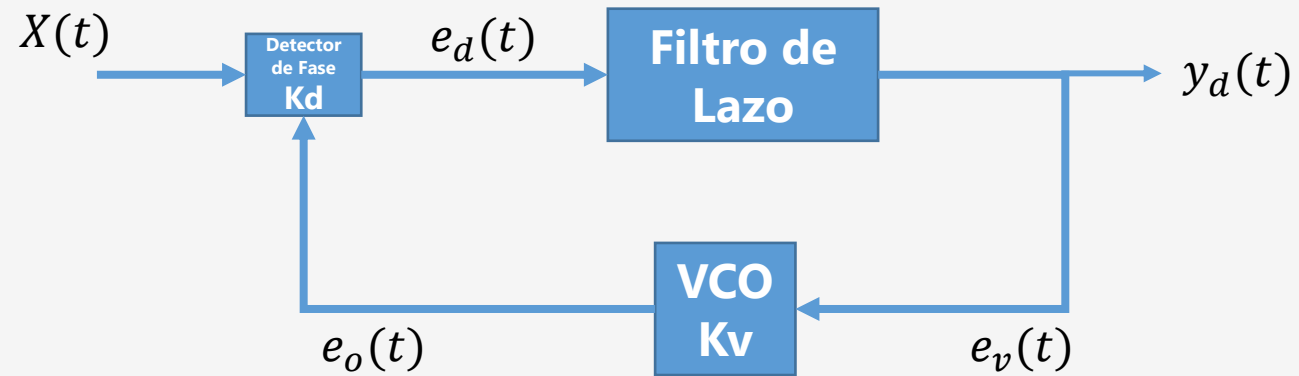 X(t)
Detector
de Fase
Kd
e_d(t)
Filtro de
Lazo
y_d(t)
VCO
Kv
e_o(t)
e_v(t)